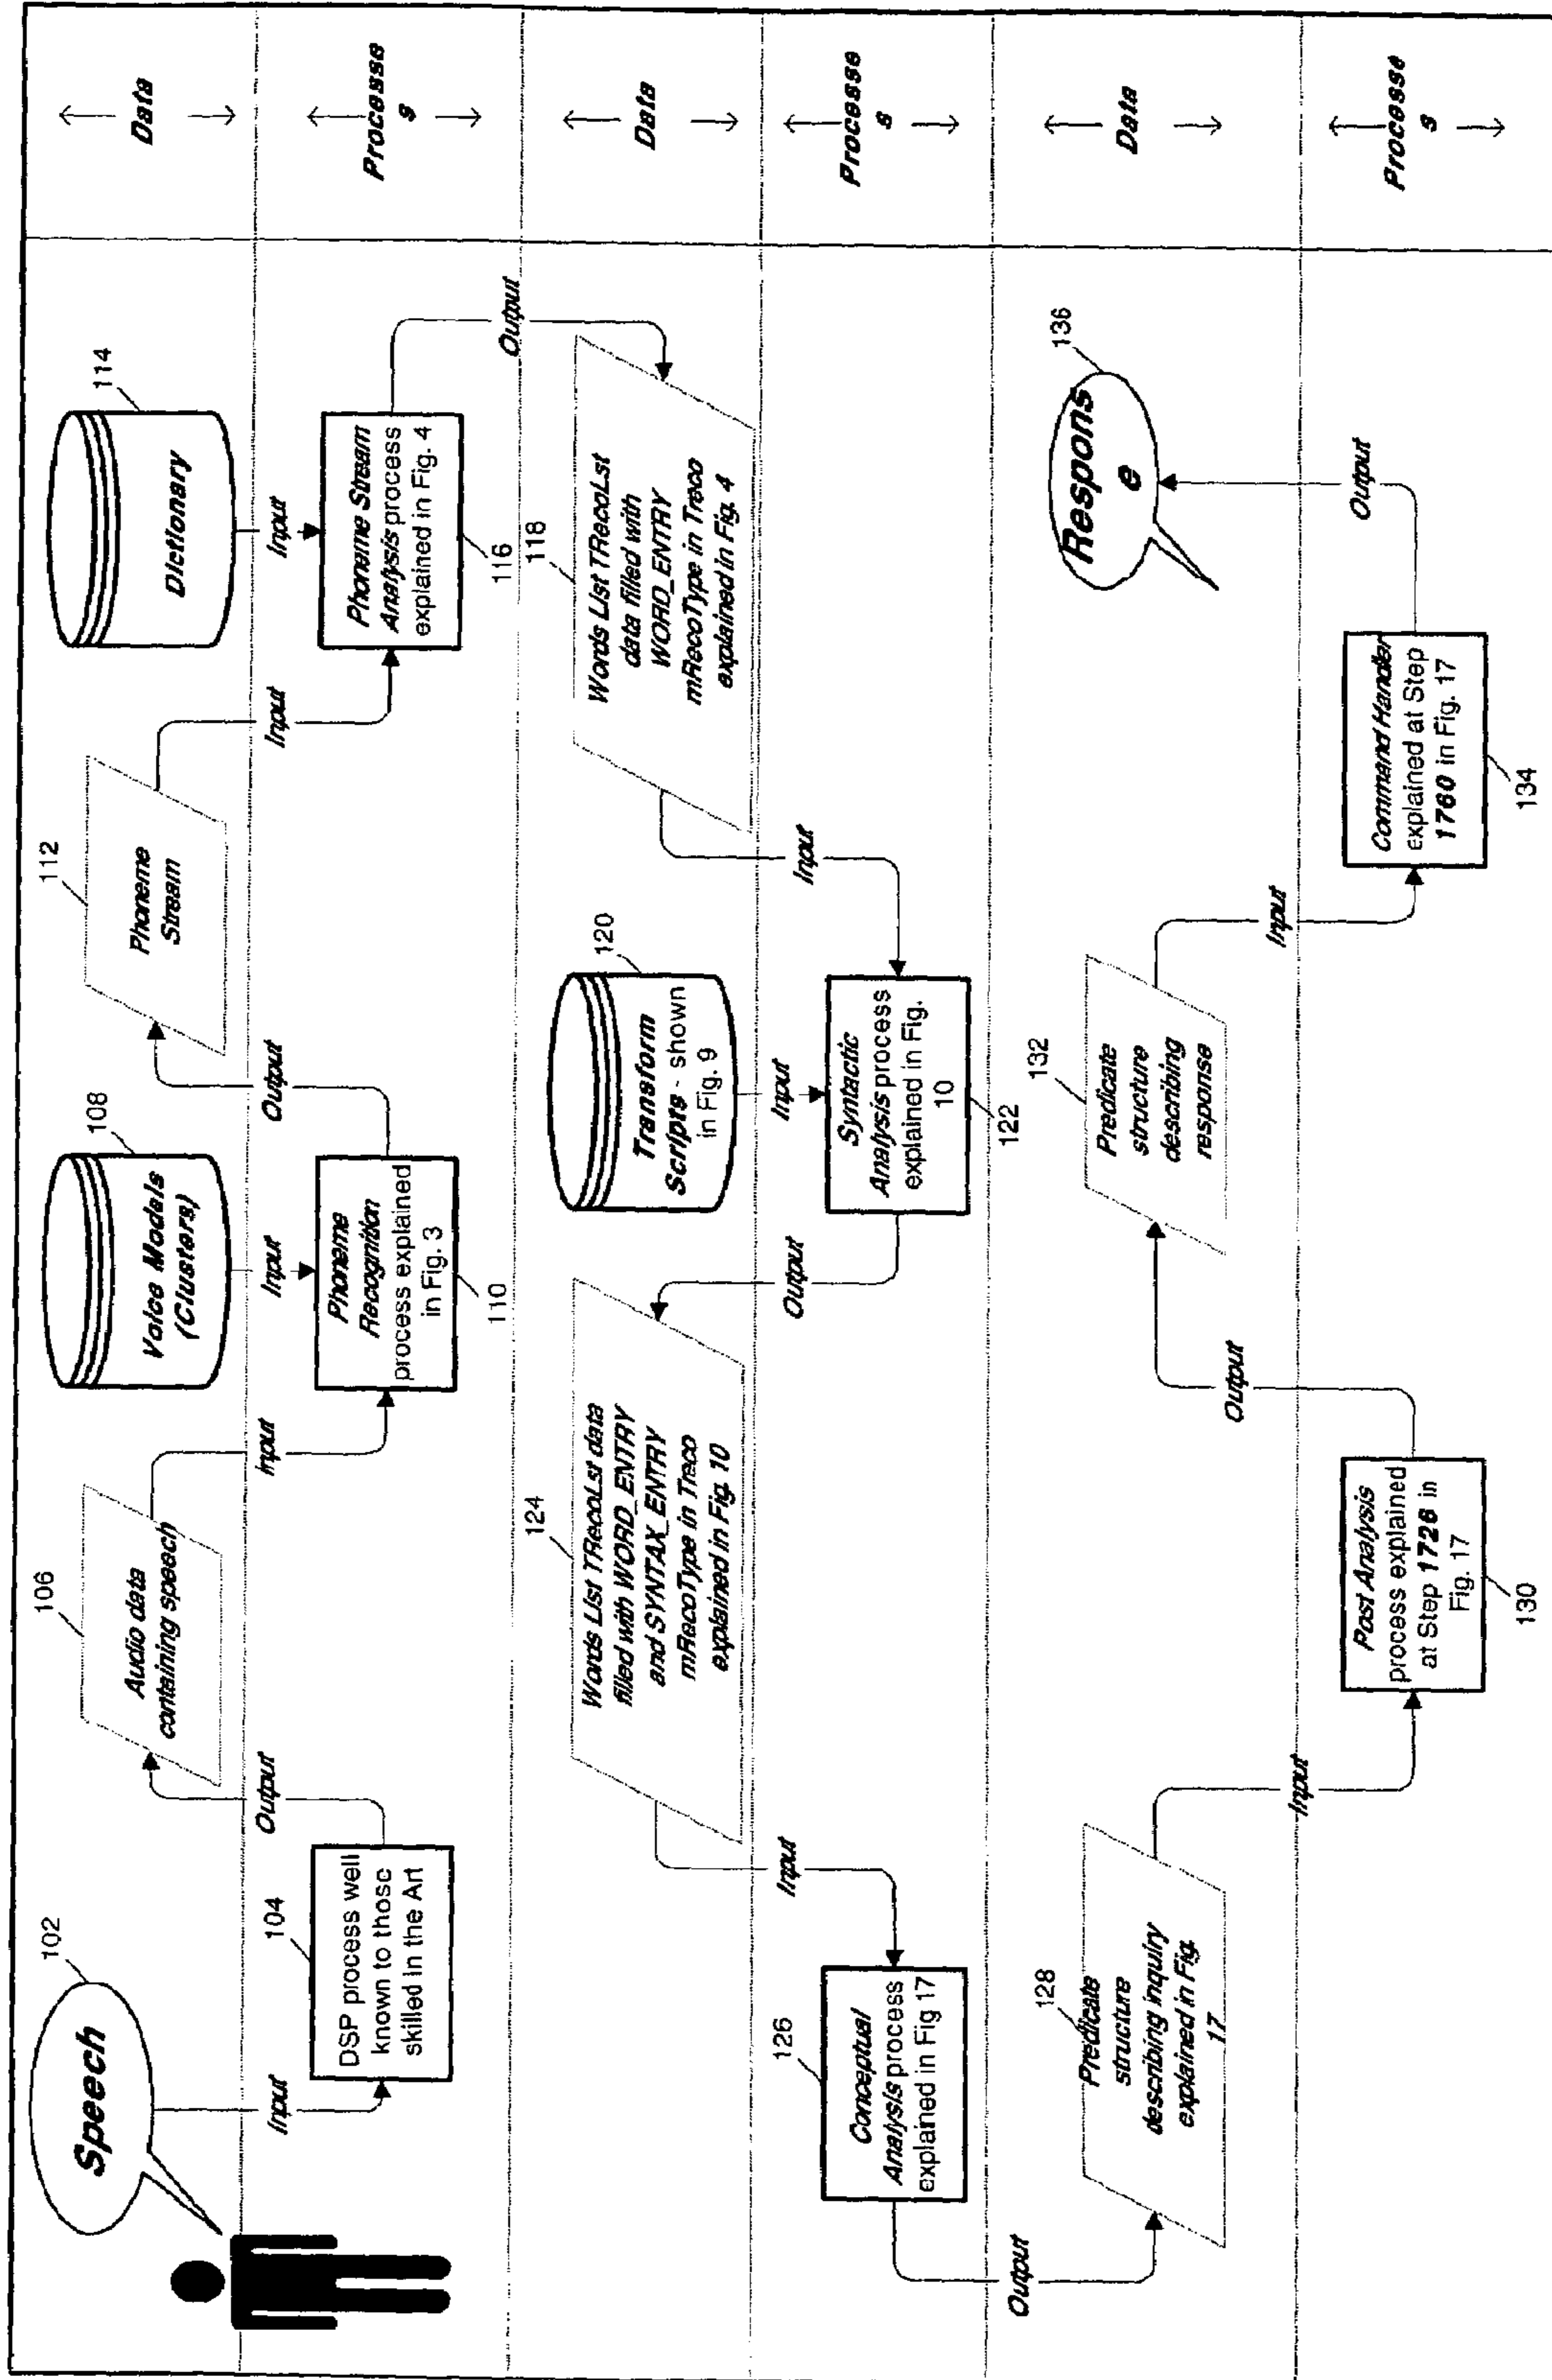 102
Speech
Input
104
DSP process well
known to those
skilled in the Art
Output
106
Audio data
containing speech
Input
108
Voice Models
(Clusters)
Input
Phoneme
Recognition
process explained
in Fig. 3
110
Output
112
Phoneme
Stream
Input
114
Dictionary
Input
Phoneme Stream
Analysis process
explained in Fig. 4
116
Output
Data
Processe
s
118
Words List TRecoLst
data filled with
WORD_ENTRY
mRecoType in Treco
explained in Fig. 4
Input
120
Transform
Scripts - shown
in Fig. 9
Input
Syntactic
Analysis process
explained in Fig.
10
122
Output
124
Words List TRecoLst data
filled with WORD_ENTRY
and SYNTAX_ENTRY
mRecoType in Treco
explained in Fig. 10
Input
126
Conceptual
Analysis process
explained in Fig 17
Output
Data
Processe
s
128
Predicate
structure
describing inquiry
explained in Fig.
17
Input
Post Analysis
process explained
at Step 1726 in
Fig. 17
130
Output
132
Predicate
structure
describing
response
Input
Command Handler
explained at Step
1760 in Fig. 17
134
Output
136
Respons
e
Data
Processe
s